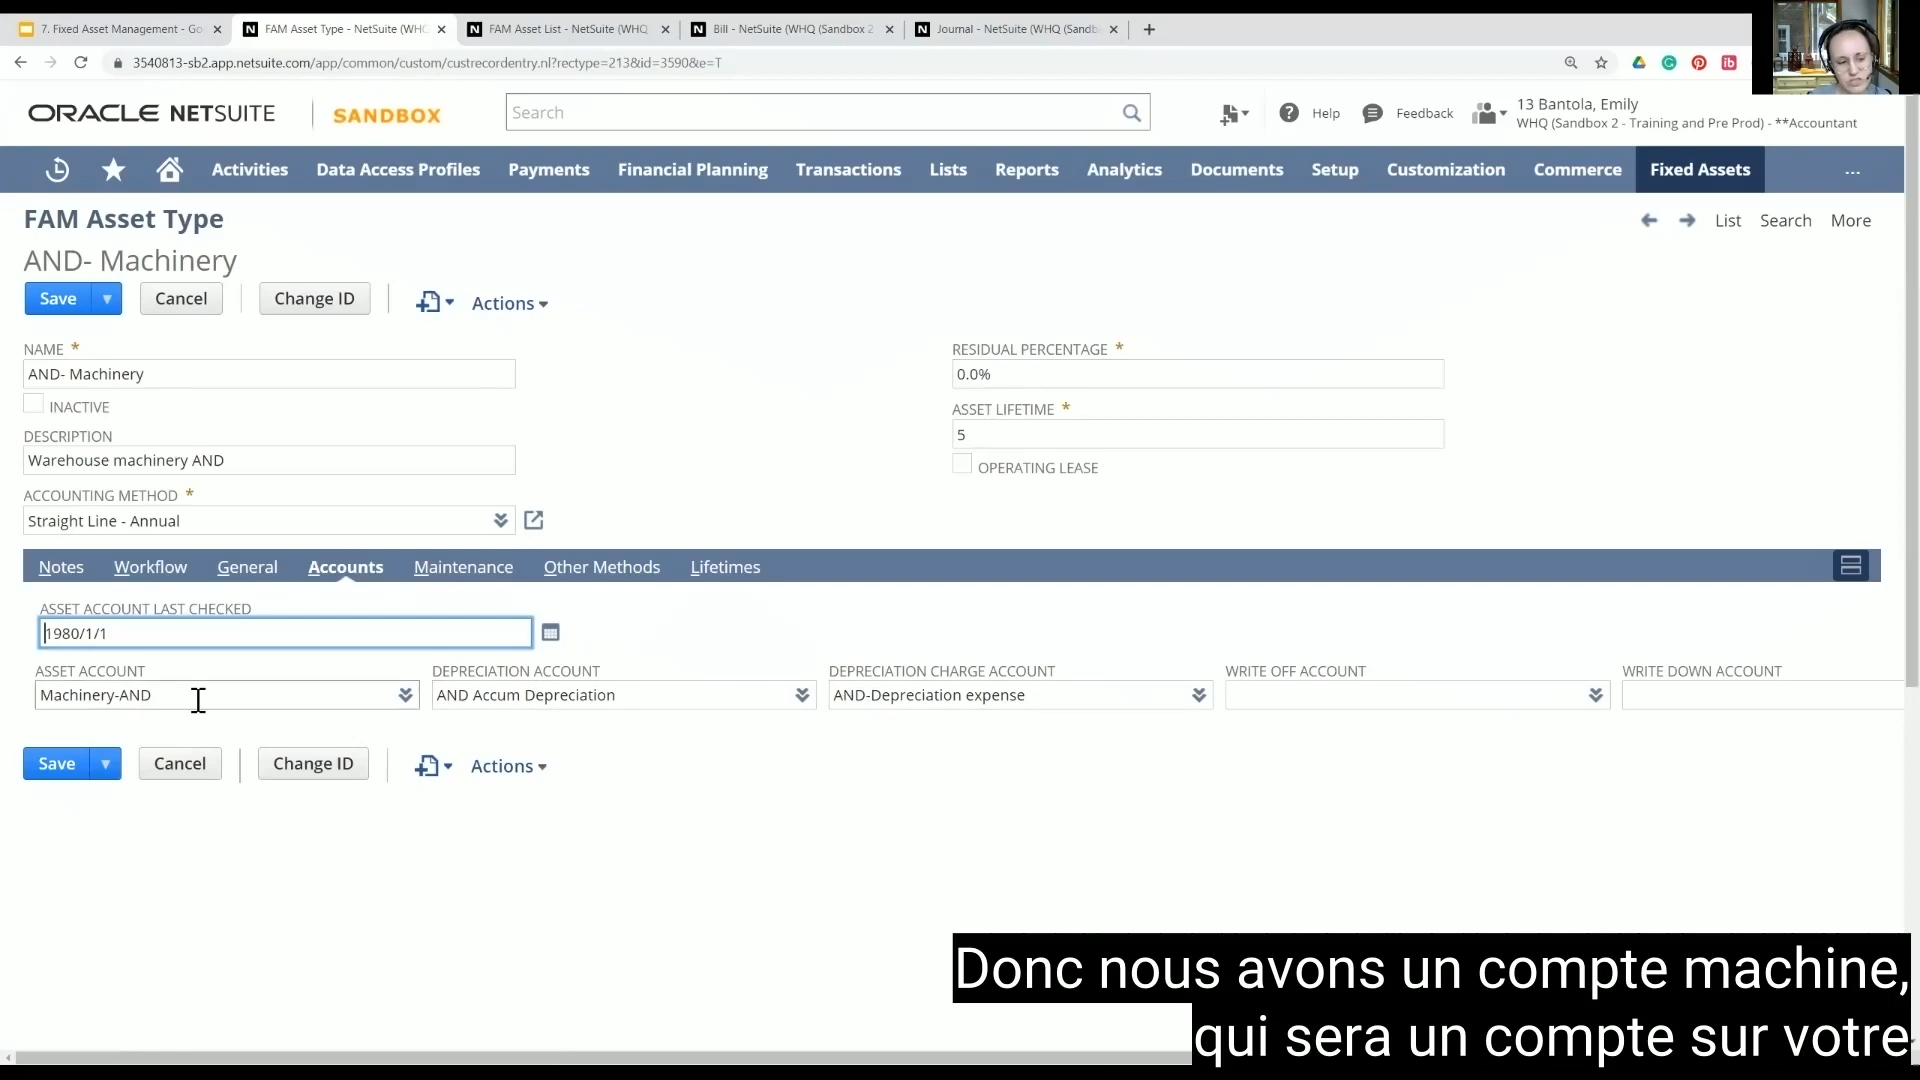 7. Fixed Asset Management - Go
FAM Asset Type - NetSuite (WHQ
FAM Asset List - NetSuite (WHQ
Bill - NetSuite (WHQ (Sandbox 2
Journal - NetSuite (WHQ (Sandb
3540813-sb2.app.netsuite.com/app/common/custom/custrecordentry.nl?rectype=213&id=3590&e=T
ORACLE NETSUITE
SANDBOX
Search
Help
Feedback
13 Bantola, Emily
WHQ (Sandbox 2 - Training and Pre Prod) - **Accountant
Activities
Data Access Profiles
Payments
Financial Planning
Transactions
Lists
Reports
Analytics
Documents
Setup
Customization
Commerce
Fixed Assets
...
FAM Asset Type
List
Search
More
AND- Machinery
Save
Cancel
Change ID
Actions
NAME *
AND- Machinery
INACTIVE
DESCRIPTION
Warehouse machinery AND
ACCOUNTING METHOD *
Straight Line - Annual
RESIDUAL PERCENTAGE *
0.0%
ASSET LIFETIME *
5
OPERATING LEASE
Notes
Workflow
General
Accounts
Maintenance
Other Methods
Lifetimes
ASSET ACCOUNT LAST CHECKED
1980/1/1
ASSET ACCOUNT
Machinery-AND
DEPRECIATION ACCOUNT
AND Accum Depreciation
DEPRECIATION CHARGE ACCOUNT
AND-Depreciation expense
WRITE OFF ACCOUNT
WRITE DOWN ACCOUNT
Save
Cancel
Change ID
Actions
Donc nous avons un compte machine,
qui sera un compte sur votre